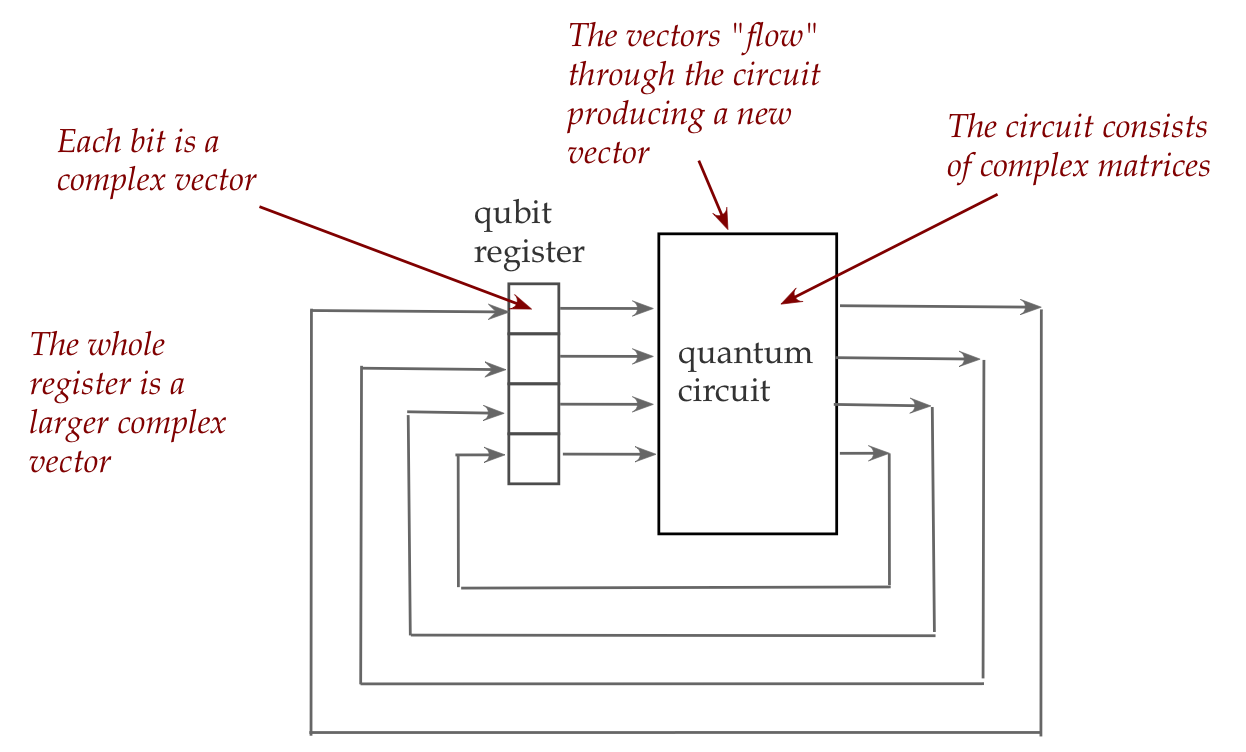 The vectors "flow"
through the circuit
producing a new
vector
The circuit consists
of complex matrices
Each bit is a
complex vector
qubit
register
The whole
register is a
larger complex
vector
quantum
circuit